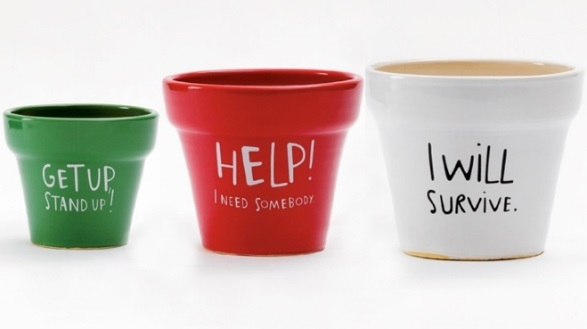 GET UP,
STAND UP!
HELP!
I NEED SOMEBODY
I WILL
SURVIVE.